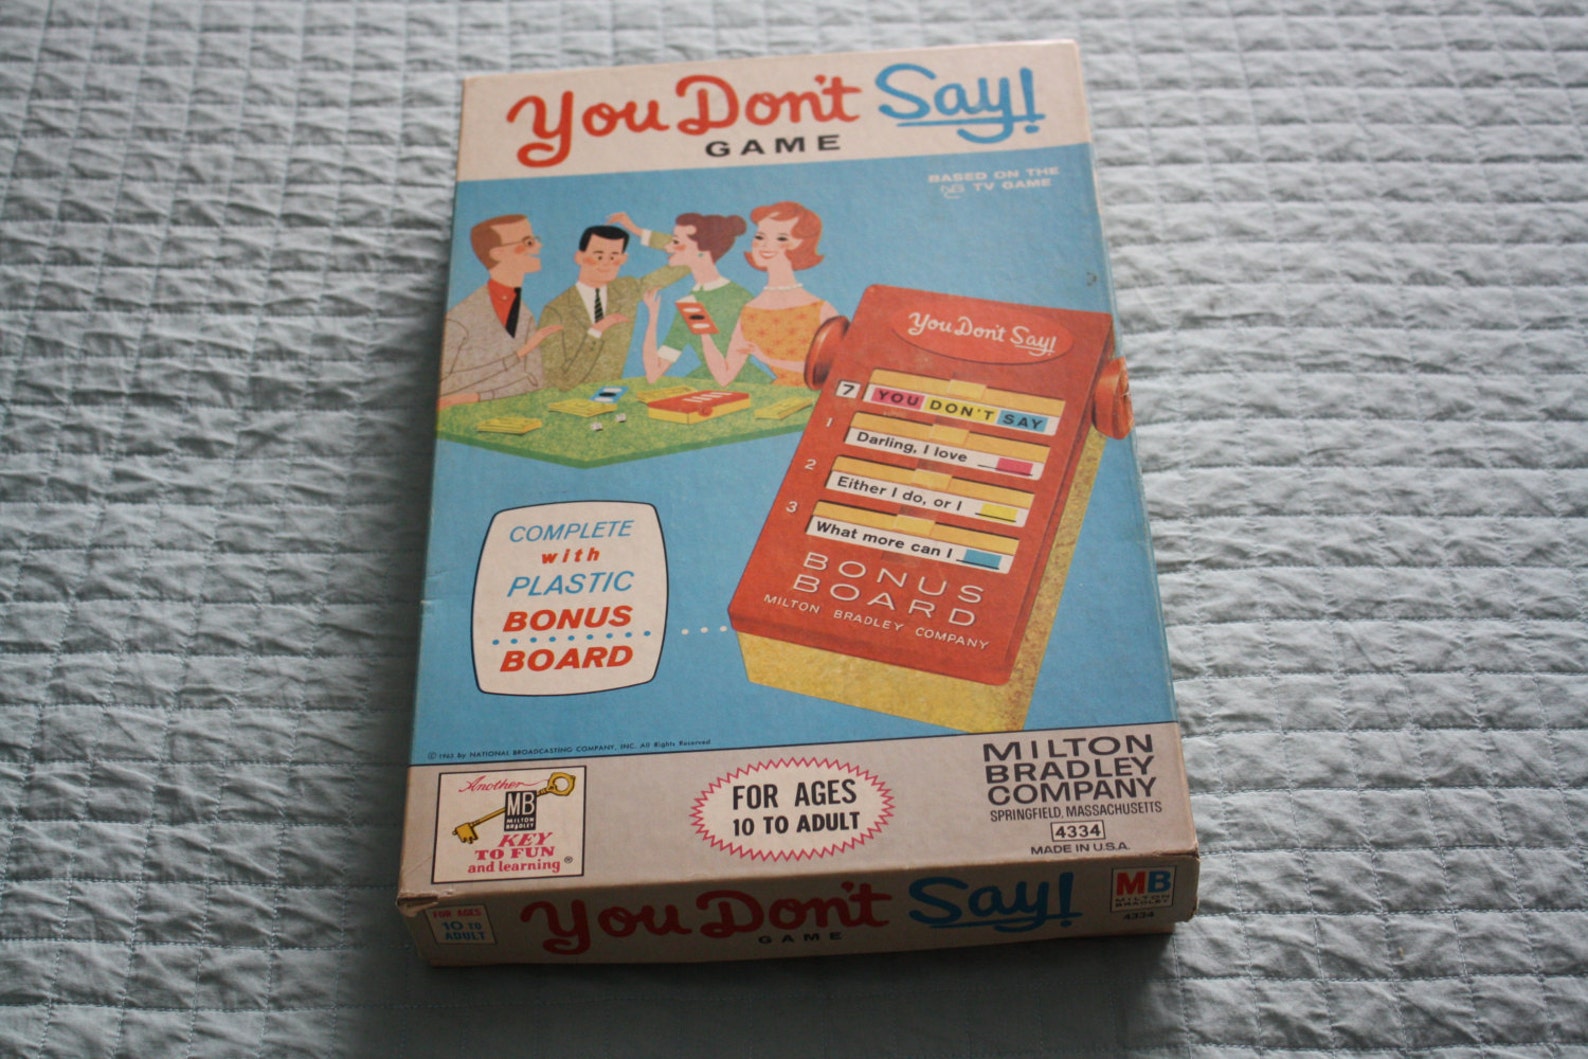 You Don't Say!
GAME
BASED ON THE
TV GAME
You Don't Say!
7 YOU DON'T SAY
1 Darling, I love
2 Either I do, or I
3 What more can I
BONUS
BOARD
MILTON BRADLEY COMPANY
COMPLETE
with
PLASTIC
BONUS
BOARD
by NATIONAL BROADCASTING COMPANY, INC. All Rights Reserved
Another
MB
MILTON
BRADLEY
KEY
TO FUN
and learning®
FOR AGES
10 TO ADULT
MILTON
BRADLEY
COMPANY
SPRINGFIELD, MASSACHUSETTS
4334
MADE IN U.S.A.
FOR AGES
10 TO
ADULT
You Don't Say!
GAME
MB
MILTON
BRADLEY
4334